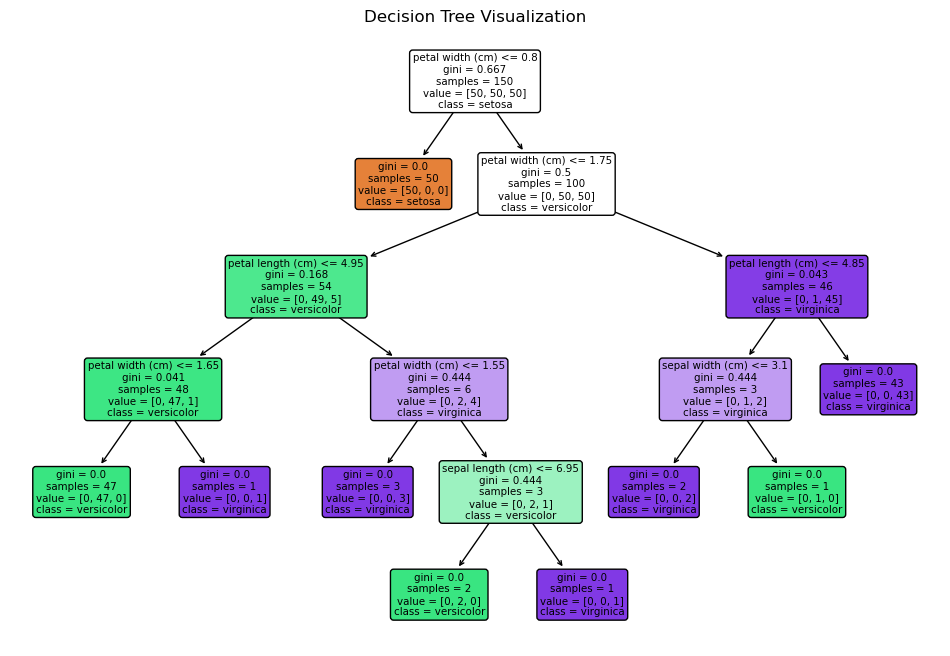 Decision Tree Visualization
petal width (cm) <= 0.8
gini = 0.667
samples = 150
value = [50, 50, 50]
class = setosa
gini = 0.0
samples = 50
value = [50, 0, 0]
class = setosa
petal width (cm) <= 1.75
gini = 0.5
samples = 100
value = [0, 50, 50]
class = versicolor
petal length (cm) <= 4.95
gini = 0.168
samples = 54
value = [0, 49, 5]
class = versicolor
petal length (cm) <= 4.85
gini = 0.043
samples = 46
value = [0, 1, 45]
class = virginica
petal width (cm) <= 1.65
gini = 0.041
samples = 48
value = [0, 47, 1]
class = versicolor
petal width (cm) <= 1.55
gini = 0.444
samples = 6
value = [0, 2, 4]
class = virginica
sepal width (cm) <= 3.1
gini = 0.444
samples = 3
value = [0, 1, 2]
class = virginica
gini = 0.0
samples = 43
value = [0, 0, 43]
class = virginica
gini = 0.0
samples = 47
value = [0, 47, 0]
class = versicolor
gini = 0.0
samples = 1
value = [0, 0, 1]
class = virginica
gini = 0.0
samples = 3
value = [0, 0, 3]
class = virginica
sepal length (cm) <= 6.95
gini = 0.444
samples = 3
value = [0, 2, 1]
class = versicolor
gini = 0.0
samples = 2
value = [0, 0, 2]
class = virginica
gini = 0.0
samples = 1
value = [0, 1, 0]
class = versicolor
gini = 0.0
samples = 2
value = [0, 2, 0]
class = versicolor
gini = 0.0
samples = 1
value = [0, 0, 1]
class = virginica